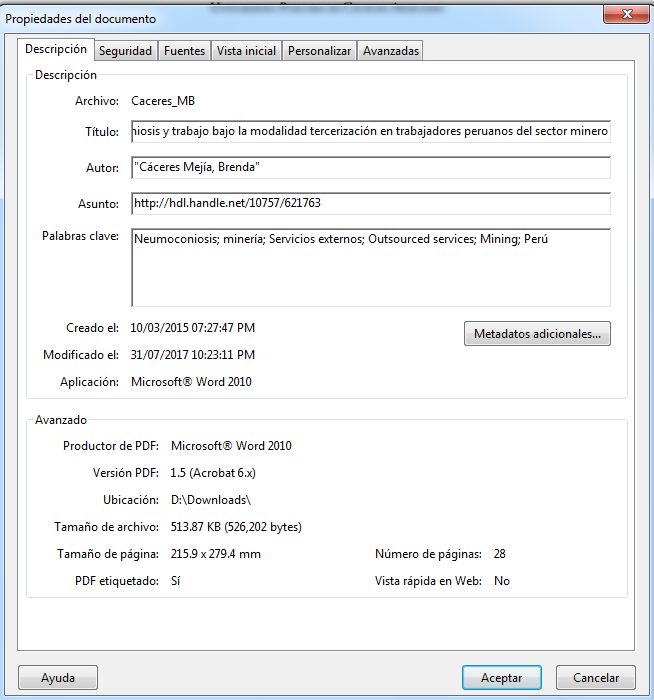 Propiedades del documento
Descripción Seguridad Fuentes Vista inicial Personalizar Avanzadas
Descripción
Archivo: Caceres_MB
Título: niosis y trabajo bajo la modalidad tercerización en trabajadores peruanos del sector minero
Autor: "Cáceres Mejía, Brenda"
Asunto: http://hdl.handle.net/10757/621763
Palabras clave: Neumoconiosis; minería; Servicios externos; Outsourced services; Mining; Perú
Creado el: 10/03/2015 07:27:47 PM
Metadatos adicionales...
Modificado el: 31/07/2017 10:23:11 PM
Aplicación: Microsoft® Word 2010
Avanzado
Productor de PDF: Microsoft® Word 2010
Versión PDF: 1.5 (Acrobat 6.x)
Ubicación: D:\Downloads\
Tamaño de archivo: 513.87 KB (526,202 bytes)
Tamaño de página: 215.9 x 279.4 mm Número de páginas: 28
PDF etiquetado: Sí Vista rápida en Web: No
Ayuda Aceptar Cancelar